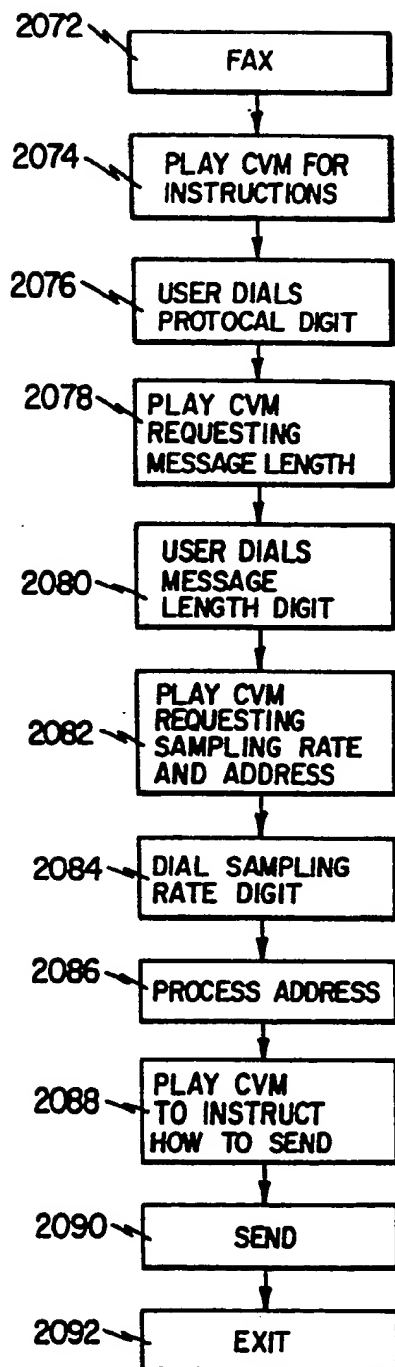 2072
FAX
2074
PLAY CVM FOR
INSTRUCTIONS
2076
USER DIALS
PROTOCAL DIGIT
2078
PLAY CVM
REQUESTING
MESSAGE LENGTH
2080
USER DIALS
MESSAGE
LENGTH DIGIT
2082
PLAY CVM
REQUESTING
SAMPLING RATE
AND ADDRESS
2084
DIAL SAMPLING
RATE DIGIT
2086
PROCESS ADDRESS
2088
PLAY CVM
TO INSTRUCT
HOW TO SEND
2090
SEND
2092
EXIT